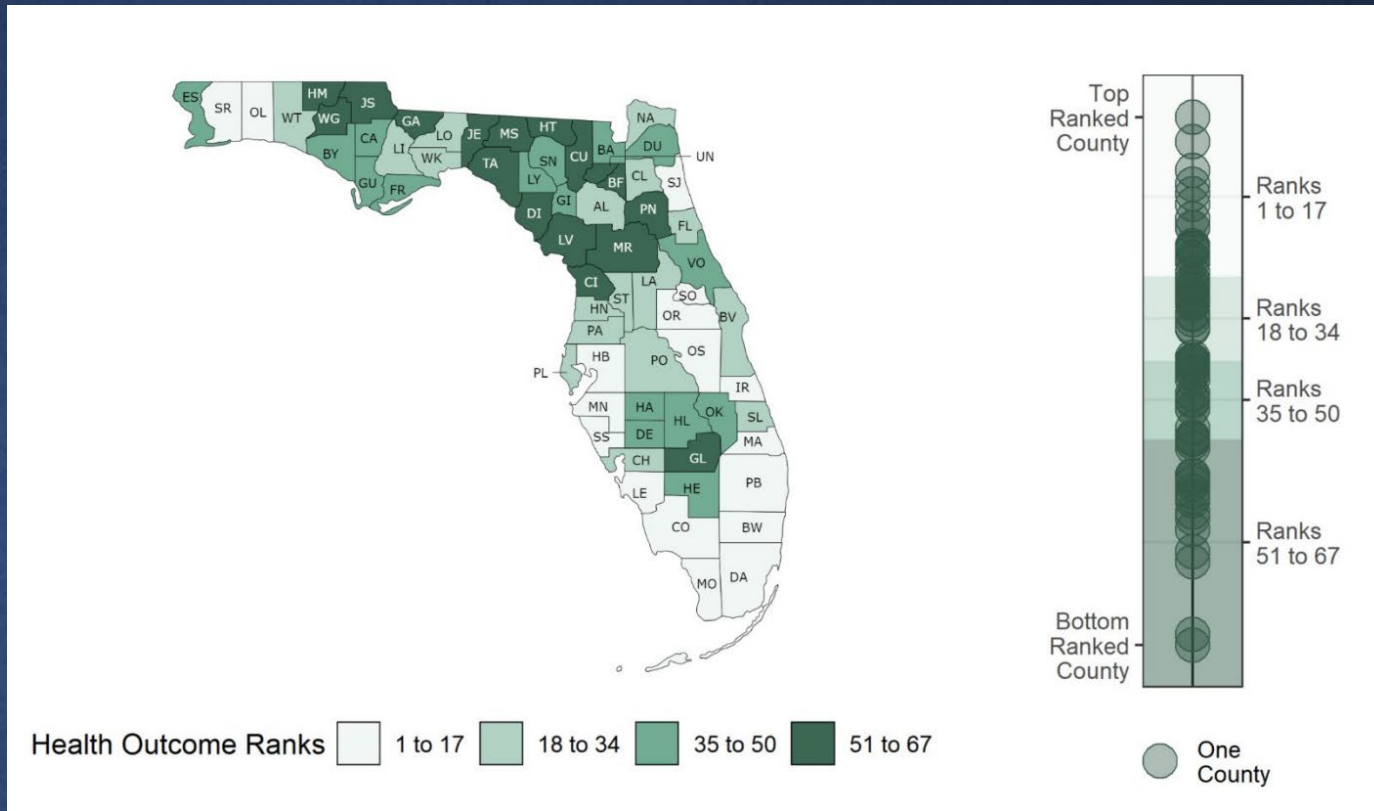 ES
SR
OL
WT
HM
WG
JS
BY
CA
GU
FR
GA
LI
LO
WK
JE
MS
TA
HT
SN
LY
CU
BA
NA
DU
UN
DI
GI
BF
CL
SJ
AL
PN
FL
LV
MR
VO
CI
ST
LA
SO
HN
OR
BV
PA
HB
PO
OS
PL
IR
MN
HA
HL
OK
SL
SS
DE
MA
CH
GL
LE
HE
PB
CO
BW
MO
DA
Health Outcome Ranks
1 to 17
18 to 34
35 to 50
51 to 67
Top
Ranked
County
Ranks
1 to 17
Ranks
18 to 34
Ranks
35 to 50
Ranks
51 to 67
Bottom
Ranked
County
One
County